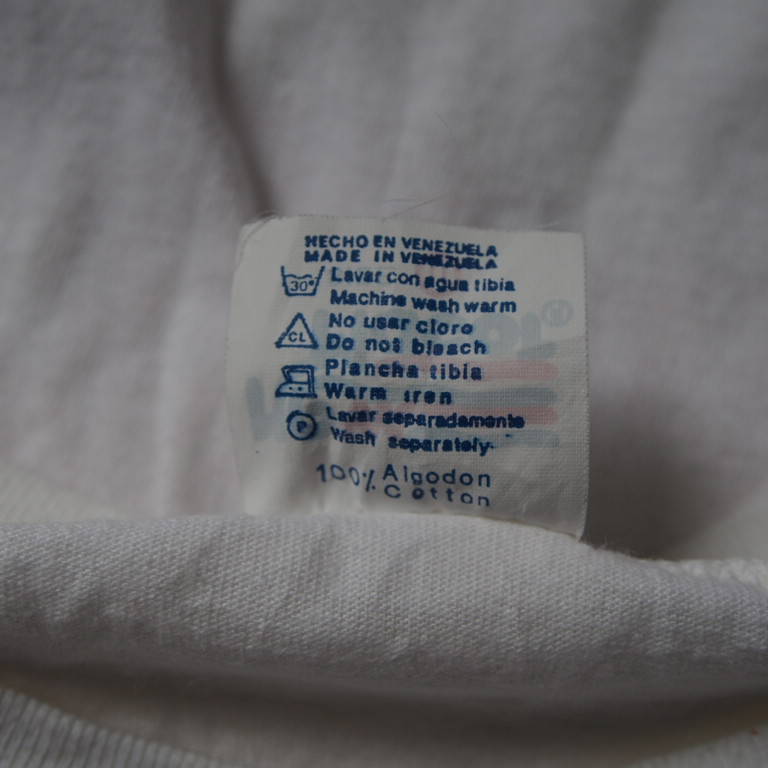 HECHO EN VENEZUELA
MADE IN VENEZUELA
30° Lavar con agua tibia
Machine wash warm
CL No usar cloro
Do not bleach
Plancha tibia
Warm iron
P Lavar separadamente
Wash separately
100% Algodon
Cotton